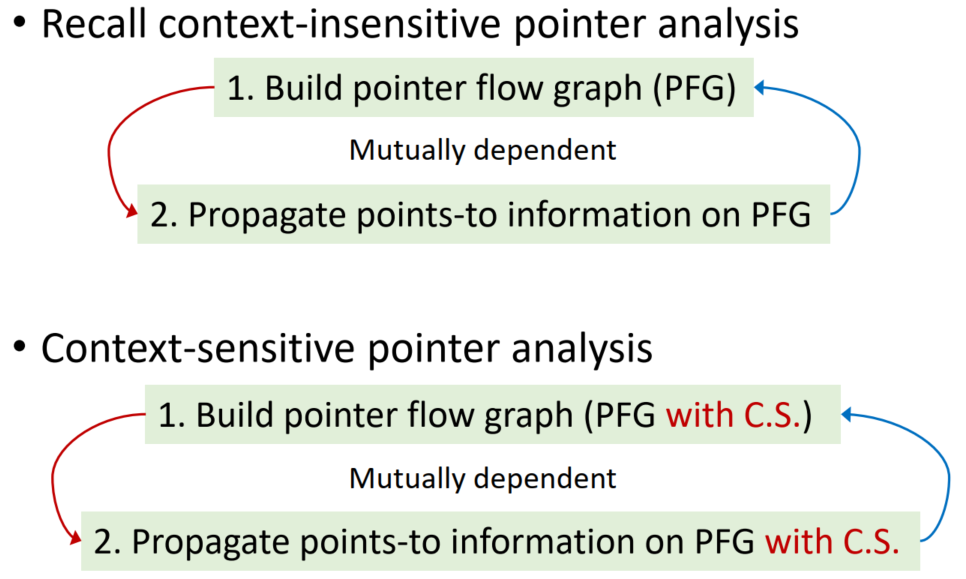 • Recall context-insensitive pointer analysis
1. Build pointer flow graph (PFG)
Mutually dependent
2. Propagate points-to information on PFG
• Context-sensitive pointer analysis
1. Build pointer flow graph (PFG with C.S.)
Mutually dependent
2. Propagate points-to information on PFG with C.S.